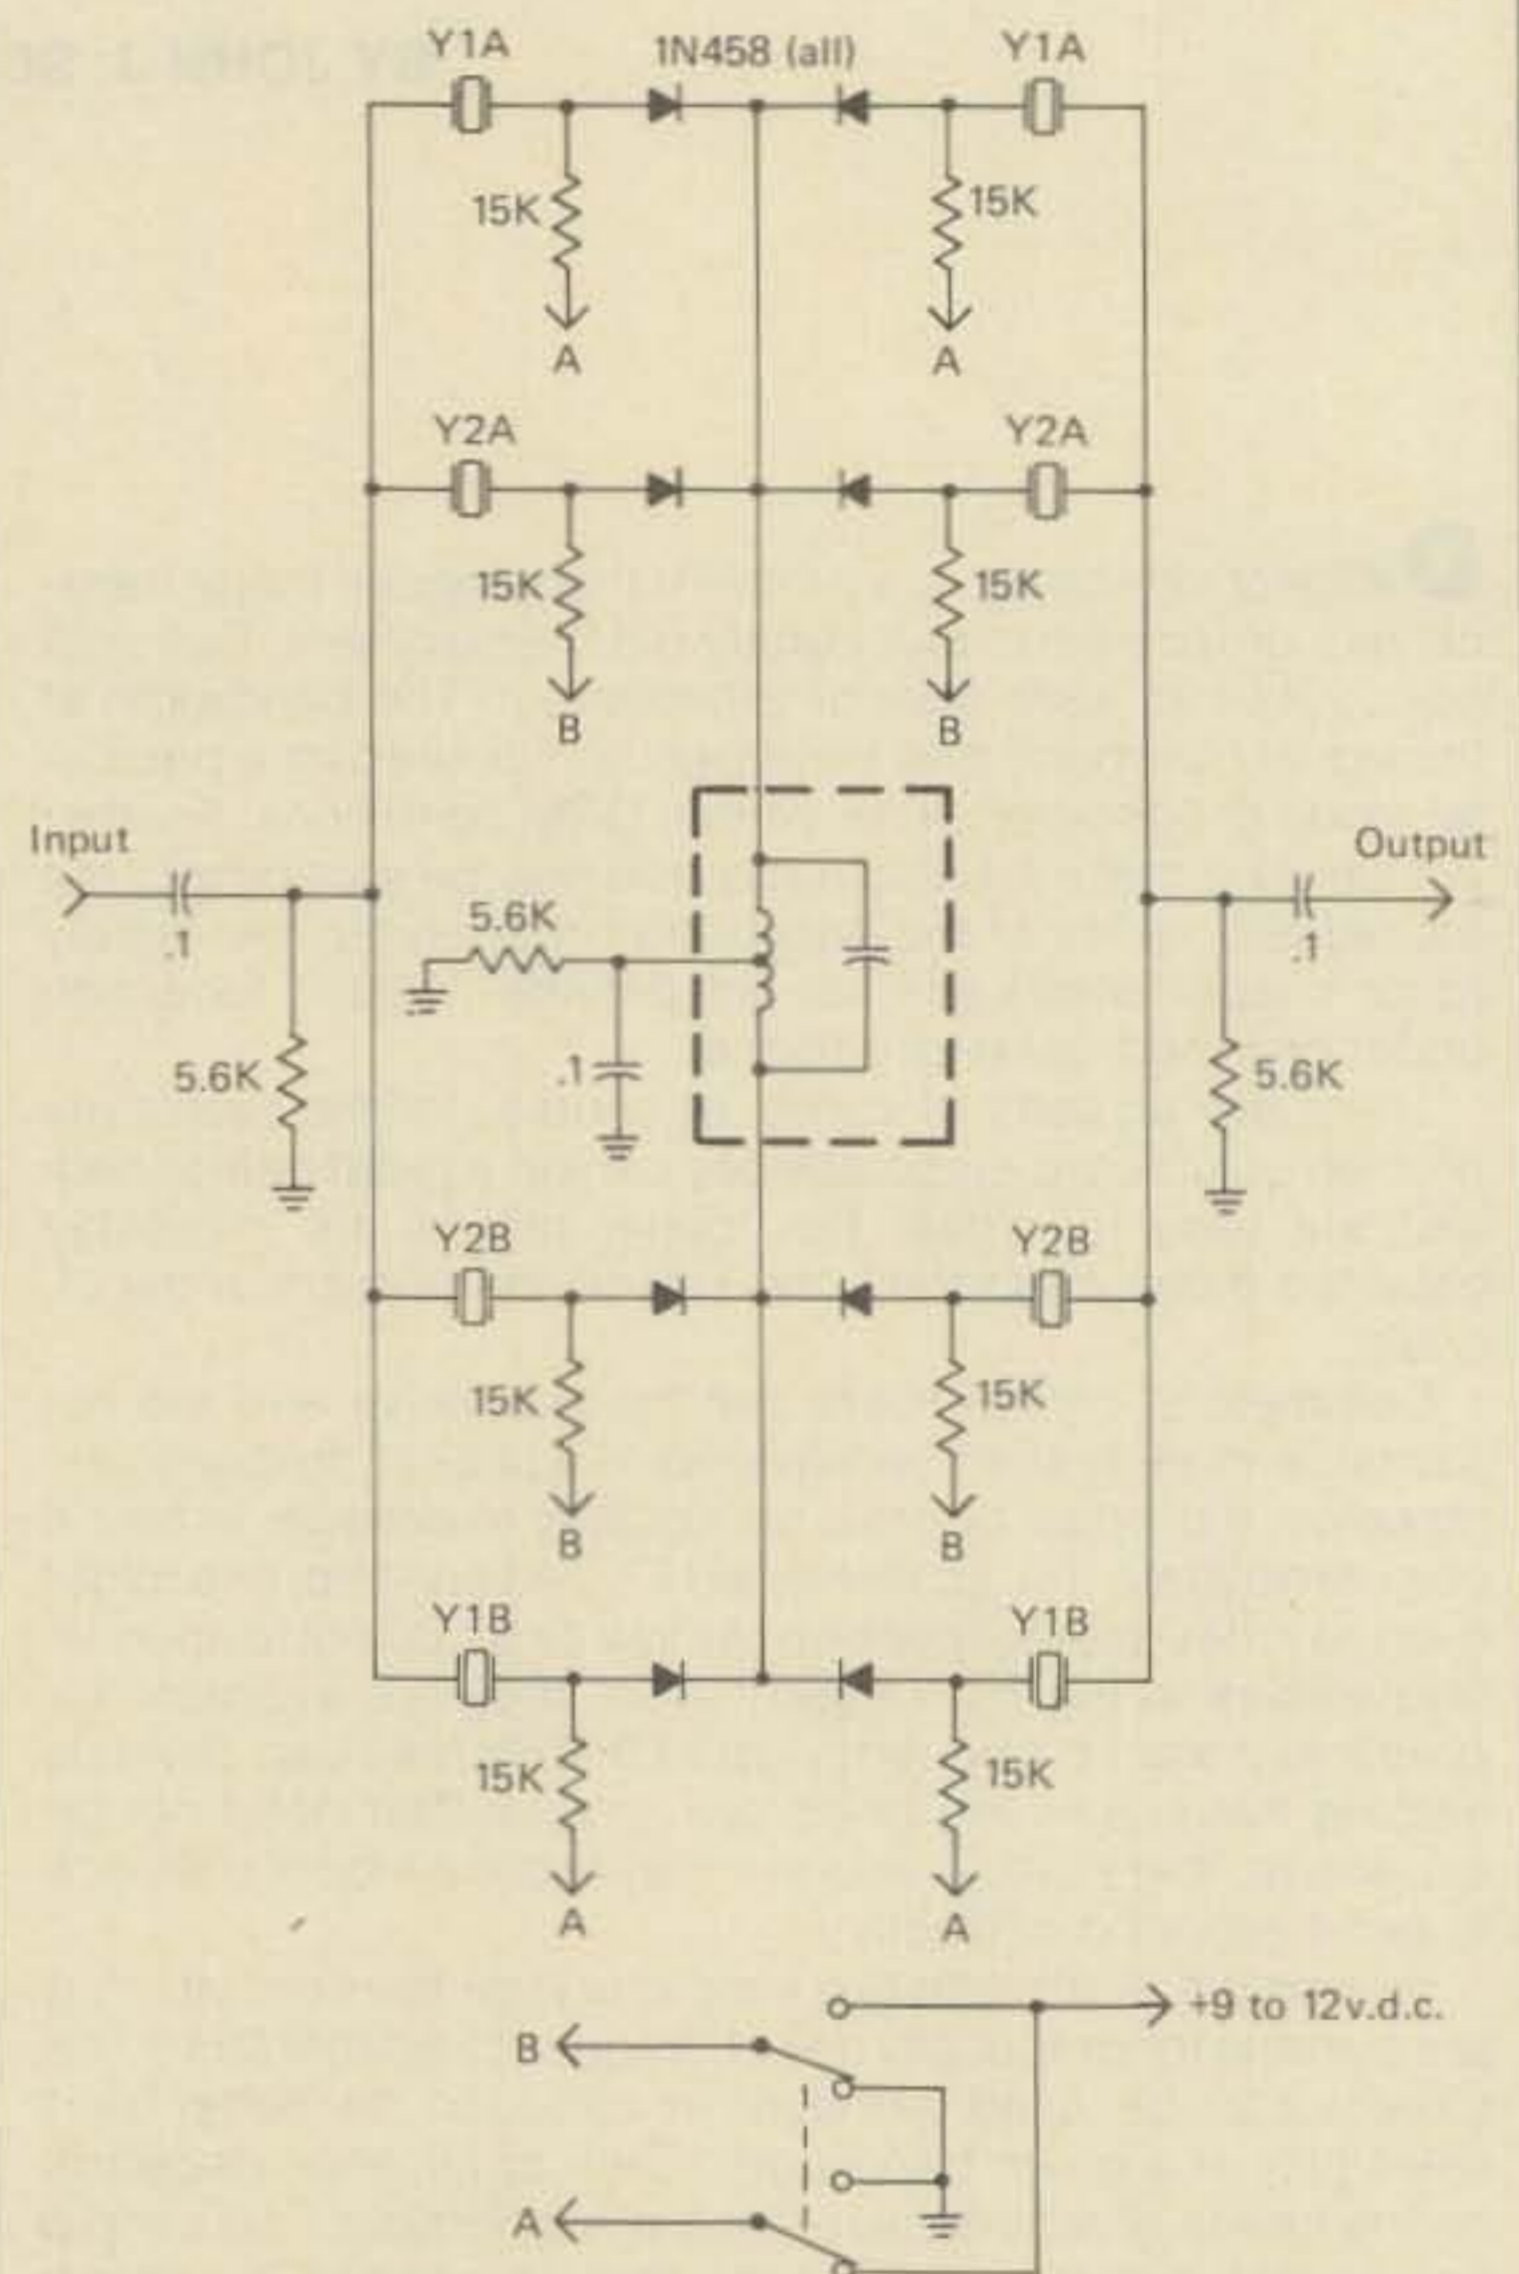 Y1A 1N458 (all) Y1A
15K 15K
A A
Y2A Y2A
15K 15K
B B
Input Output
.1 5.6K .1
5.6K .1 5.6K
Y2B Y2B
15K 15K
B B
Y1B Y1B
15K 15K
A A
+9 to 12v.d.c.
B
A